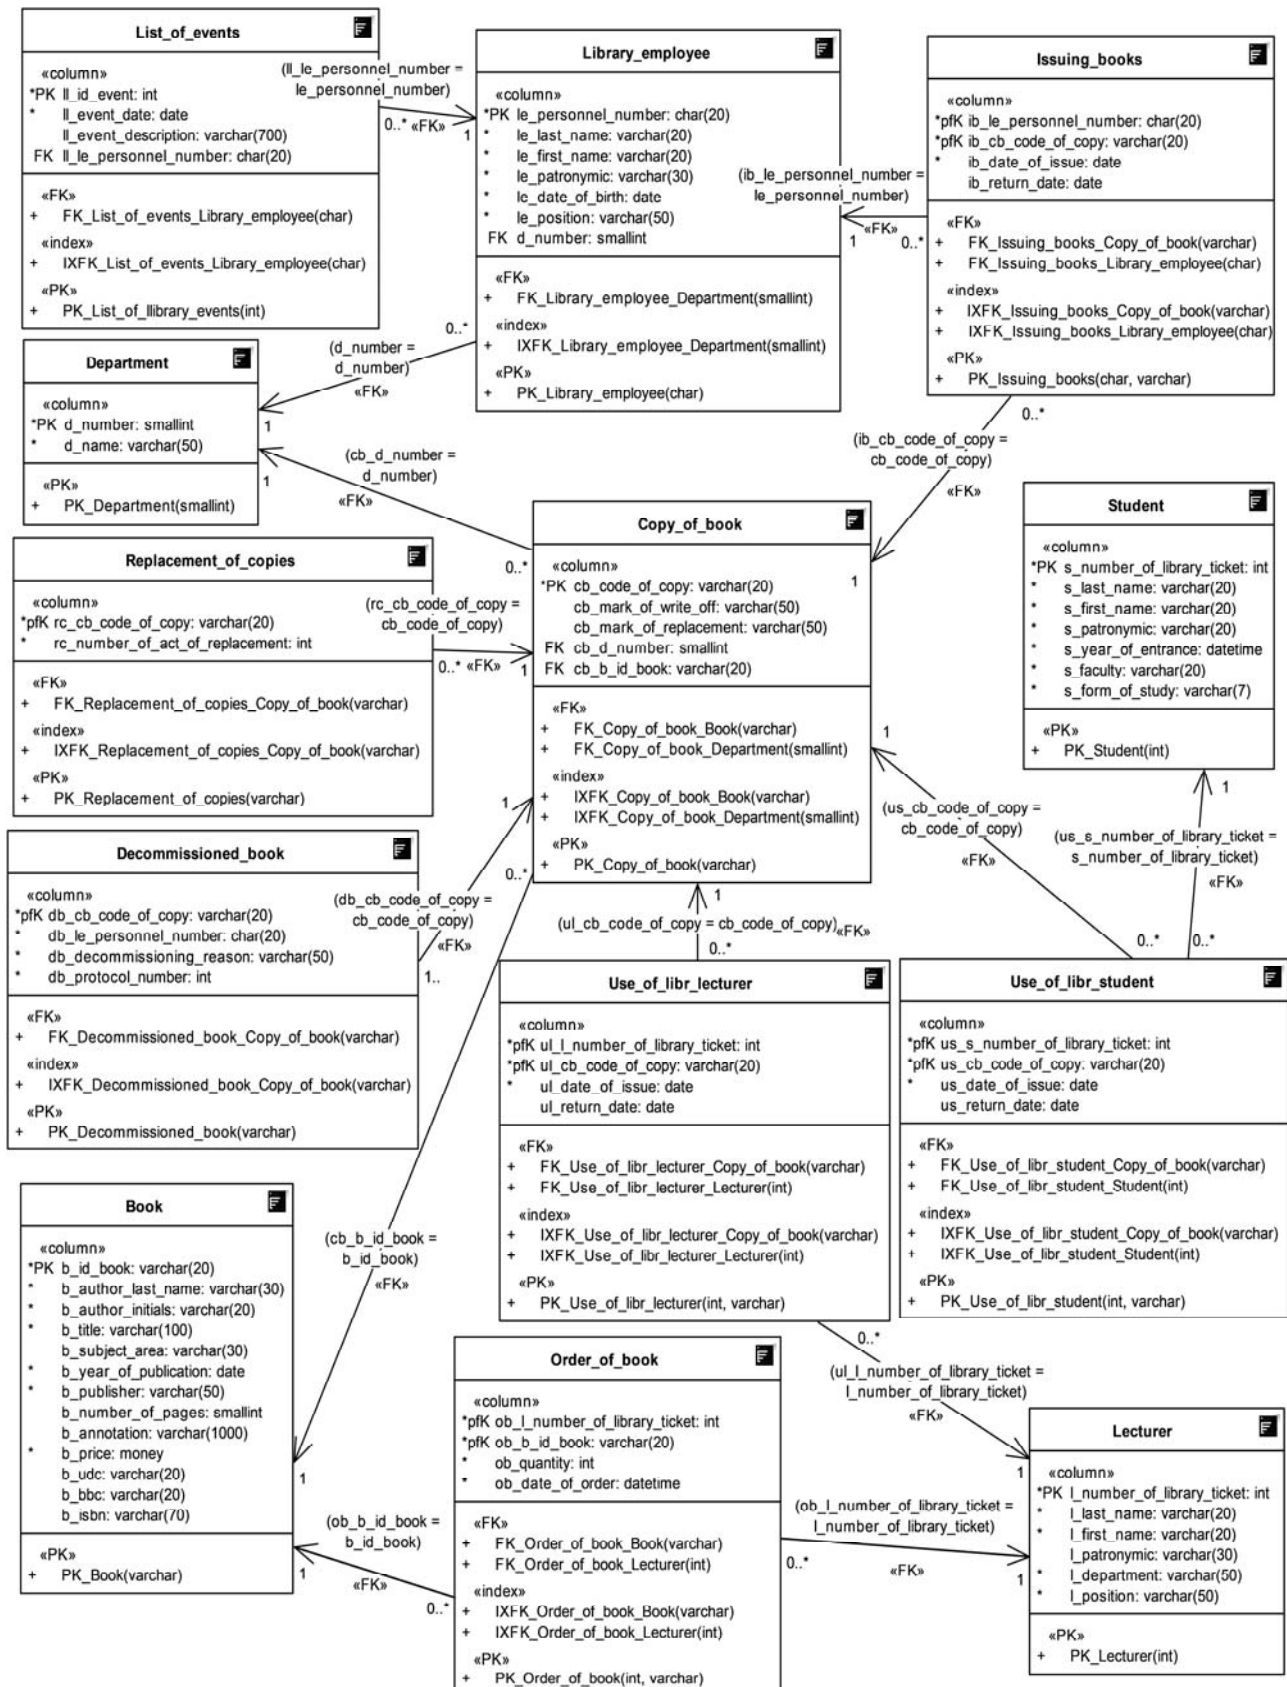 List_of_events
«column»
*PK ll_id_event: int
* ll_event_date: date
ll_event_description: varchar(700)
FK ll_le_personnel_number: char(20)
«FK»
+ FK_List_of_events_Library_employee(char)
«index»
+ IXFK_List_of_events_Library_employee(char)
«PK»
+ PK_List_of_llibrary_events(int)
(ll_le_personnel_number =
le_personnel_number)
0..* «FK» 1
Library_employee
«column»
*PK le_personnel_number: char(20)
* le_last_name: varchar(20)
* le_first_name: varchar(20)
* le_patronymic: varchar(30)
* le_date_of_birth: date
* le_position: varchar(50)
FK d_number: smallint
«FK»
+ FK_Library_employee_Department(smallint)
«index»
+ IXFK_Library_employee_Department(smallint)
«PK»
+ PK_Library_employee(char)
(ib_le_personnel_number =
le_personnel_number)
1 «FK» 0..*
Issuing_books
«column»
*pfK ib_le_personnel_number: char(20)
*pfK ib_cb_code_of_copy: varchar(20)
* ib_date_of_issue: date
ib_return_date: date
«FK»
+ FK_Issuing_books_Copy_of_book(varchar)
+ FK_Issuing_books_Library_employee(char)
«index»
+ IXFK_Issuing_books_Copy_of_book(varchar)
+ IXFK_Issuing_books_Library_employee(char)
«PK»
+ PK_Issuing_books(char, varchar)
Department
«column»
*PK d_number: smallint
* d_name: varchar(50)
«PK»
+ PK_Department(smallint)
0..*
(d_number =
d_number)
«FK»
1
(cb_d_number =
d_number)
1
«FK»
0..*
0..*
(ib_cb_code_of_copy =
cb_code_of_copy)
«FK»
1
Replacement_of_copies
«column»
*pfK rc_cb_code_of_copy: varchar(20)
* rc_number_of_act_of_replacement: int
«FK»
+ FK_Replacement_of_copies_Copy_of_book(varchar)
«index»
+ IXFK_Replacement_of_copies_Copy_of_book(varchar)
«PK»
+ PK_Replacement_of_copies(varchar)
(rc_cb_code_of_copy =
cb_code_of_copy)
0..* «FK» 1
Copy_of_book
«column»
*PK cb_code_of_copy: varchar(20)
cb_mark_of_write_off: varchar(50)
cb_mark_of_replacement: varchar(50)
FK cb_d_number: smallint
FK cb_b_id_book: varchar(20)
«FK»
+ FK_Copy_of_book_Book(varchar)
+ FK_Copy_of_book_Department(smallint)
«index»
+ IXFK_Copy_of_book_Book(varchar)
+ IXFK_Copy_of_book_Department(smallint)
«PK»
+ PK_Copy_of_book(varchar)
Student
«column»
*PK s_number_of_library_ticket: int
* s_last_name: varchar(20)
* s_first_name: varchar(20)
* s_patronymic: varchar(20)
* s_year_of_entrance: datetime
* s_faculty: varchar(20)
* s_form_of_study: varchar(7)
«PK»
+ PK_Student(int)
1
(us_cb_code_of_copy =
cb_code_of_copy)
«FK»
0..*
1
(us_s_number_of_library_ticket =
s_number_of_library_ticket)
«FK»
0..*
Decommissioned_book
«column»
*pfK db_cb_code_of_copy: varchar(20)
* db_le_personnel_number: char(20)
* db_decommissioning_reason: varchar(50)
* db_protocol_number: int
«FK»
+ FK_Decommissioned_book_Copy_of_book(varchar)
«index»
+ IXFK_Decommissioned_book_Copy_of_book(varchar)
«PK»
+ PK_Decommissioned_book(varchar)
1
(db_cb_code_of_copy =
cb_code_of_copy)
«FK»
1..
0..*
1
(ul_cb_code_of_copy = cb_code_of_copy) «FK»
0..*
Use_of_libr_lecturer
«column»
*pfK ul_l_number_of_library_ticket: int
*pfK ul_cb_code_of_copy: varchar(20)
* ul_date_of_issue: date
ul_return_date: date
«FK»
+ FK_Use_of_libr_lecturer_Copy_of_book(varchar)
+ FK_Use_of_libr_lecturer_Lecturer(int)
«index»
+ IXFK_Use_of_libr_lecturer_Copy_of_book(varchar)
+ IXFK_Use_of_libr_lecturer_Lecturer(int)
«PK»
+ PK_Use_of_libr_lecturer(int, varchar)
Use_of_libr_student
«column»
*pfK us_s_number_of_library_ticket: int
*pfK us_cb_code_of_copy: varchar(20)
* us_date_of_issue: date
us_return_date: date
«FK»
+ FK_Use_of_libr_student_Copy_of_book(varchar)
+ FK_Use_of_libr_student_Student(int)
«index»
+ IXFK_Use_of_libr_student_Copy_of_book(varchar)
+ IXFK_Use_of_libr_student_Student(int)
«PK»
+ PK_Use_of_libr_student(int, varchar)
Book
«column»
*PK b_id_book: varchar(20)
* b_author_last_name: varchar(30)
* b_author_initials: varchar(20)
* b_title: varchar(100)
b_subject_area: varchar(30)
* b_year_of_publication: date
* b_publisher: varchar(50)
b_number_of_pages: smallint
b_annotation: varchar(1000)
* b_price: money
b_udc: varchar(20)
b_bbc: varchar(20)
b_isbn: varchar(70)
«PK»
+ PK_Book(varchar)
(cb_b_id_book =
b_id_book)
«FK»
1
(ob_b_id_book =
b_id_book)
1
«FK»
0..*
Order_of_book
«column»
*pfK ob_l_number_of_library_ticket: int
*pfK ob_b_id_book: varchar(20)
* ob_quantity: int
* ob_date_of_order: datetime
«FK»
+ FK_Order_of_book_Book(varchar)
+ FK_Order_of_book_Lecturer(int)
«index»
+ IXFK_Order_of_book_Book(varchar)
+ IXFK_Order_of_book_Lecturer(int)
«PK»
+ PK_Order_of_book(int, varchar)
0..*
(ul_l_number_of_library_ticket =
l_number_of_library_ticket)
«FK»
1
(ob_l_number_of_library_ticket =
l_number_of_library_ticket)
0..*
«FK»
1
Lecturer
«column»
*PK l_number_of_library_ticket: int
* l_last_name: varchar(20)
* l_first_name: varchar(20)
l_patronymic: varchar(30)
* l_department: varchar(50)
* l_position: varchar(50)
«PK»
+ PK_Lecturer(int)